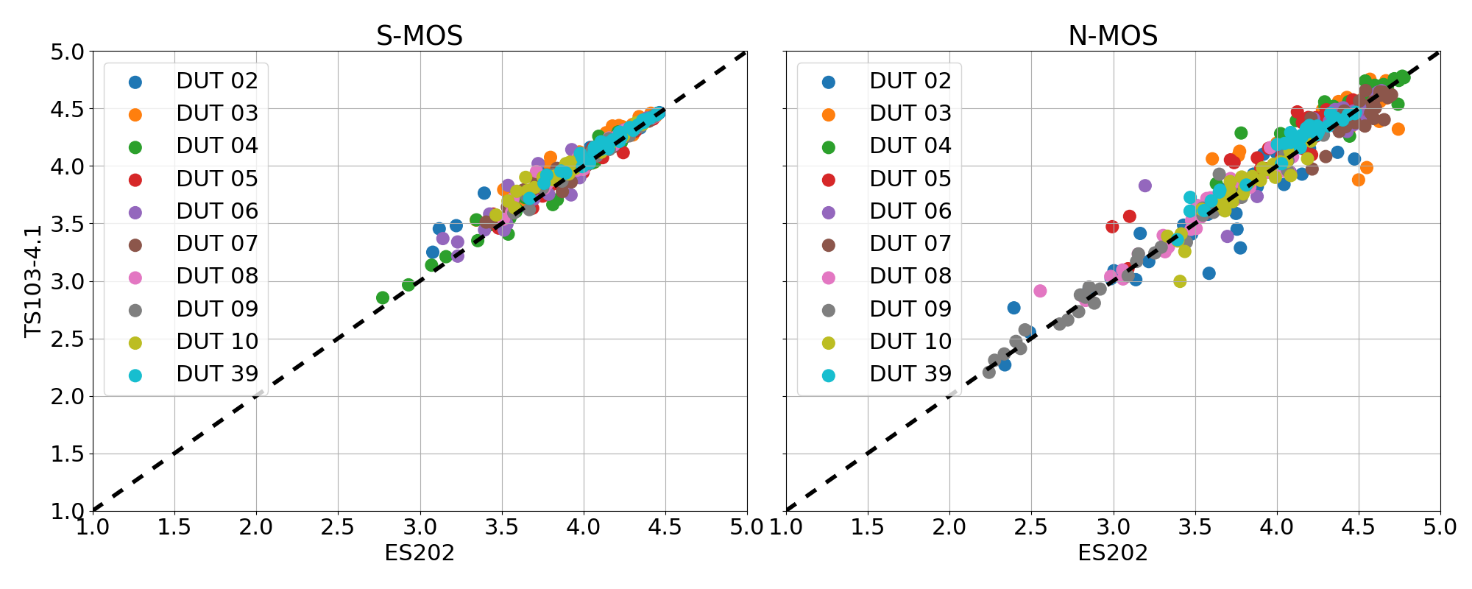 S-MOS
N-MOS
TS103-4.1
5.0
4.5
4.0
3.5
3.0
2.5
2.0
1.5
1.0
DUT 02
DUT 03
DUT 04
DUT 05
DUT 06
DUT 07
DUT 08
DUT 09
DUT 10
DUT 39
1.0 1.5 2.0 2.5 3.0 3.5 4.0 4.5 5.0
ES202
DUT 02
DUT 03
DUT 04
DUT 05
DUT 06
DUT 07
DUT 08
DUT 09
DUT 10
DUT 39
1.0 1.5 2.0 2.5 3.0 3.5 4.0 4.5 5.0
ES202